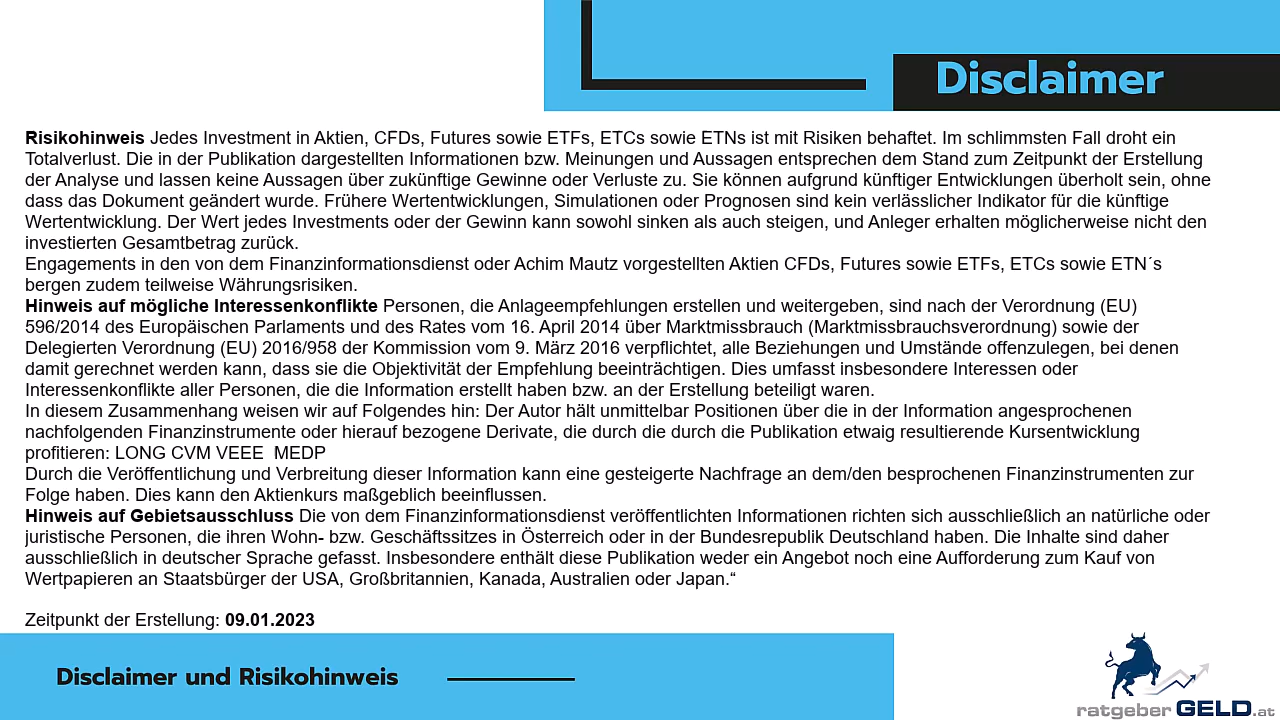 Disclaimer
Risikohinweis Jedes Investment in Aktien, CFDs, Futures sowie ETFs, ETCs sowie ETNs ist mit Risiken behaftet. Im schlimmsten Fall droht ein
Totalverlust. Die in der Publikation dargestellten Informationen bzw. Meinungen und Aussagen entsprechen dem Stand zum Zeitpunkt der Erstellung
der Analyse und lassen keine Aussagen über zukünftige Gewinne oder Verluste zu. Sie können aufgrund künftiger Entwicklungen überholt sein, ohne
dass das Dokument geändert wurde. Frühere Wertentwicklungen, Simulationen oder Prognosen sind kein verlässlicher Indikator für die künftige
Wertentwicklung. Der Wert jedes Investments oder der Gewinn kann sowohl sinken als auch steigen, und Anleger erhalten möglicherweise nicht den
investierten Gesamtbetrag zurück.
Engagements in den von dem Finanzinformationsdienst oder Achim Mautz vorgestellten Aktien CFDs, Futures sowie ETFs, ETCs sowie ETN´s
bergen zudem teilweise Währungsrisiken.
Hinweis auf mögliche Interessenkonflikte Personen, die Anlageempfehlungen erstellen und weitergeben, sind nach der Verordnung (EU)
596/2014 des Europäischen Parlaments und des Rates vom 16. April 2014 über Marktmissbrauch (Marktmissbrauchsverordnung) sowie der
Delegierten Verordnung (EU) 2016/958 der Kommission vom 9. März 2016 verpflichtet, alle Beziehungen und Umstände offenzulegen, bei denen
damit gerechnet werden kann, dass sie die Objektivität der Empfehlung beeinträchtigen. Dies umfasst insbesondere Interessen oder
Interessenkonflikte aller Personen, die die Information erstellt haben bzw. an der Erstellung beteiligt waren.
In diesem Zusammenhang weisen wir auf Folgendes hin: Der Autor hält unmittelbar Positionen über die in der Information angesprochenen
nachfolgenden Finanzinstrumente oder hierauf bezogene Derivate, die durch die durch die Publikation etwaig resultierende Kursentwicklung
profitieren: LONG CVM VEEE  MEDP
Durch die Veröffentlichung und Verbreitung dieser Information kann eine gesteigerte Nachfrage an dem/den besprochenen Finanzinstrumenten zur
Folge haben. Dies kann den Aktienkurs maßgeblich beeinflussen.
Hinweis auf Gebietsausschluss Die von dem Finanzinformationsdienst veröffentlichten Informationen richten sich ausschließlich an natürliche oder
juristische Personen, die ihren Wohn- bzw. Geschäftssitzes in Österreich oder in der Bundesrepublik Deutschland haben. Die Inhalte sind daher
ausschließlich in deutscher Sprache gefasst. Insbesondere enthält diese Publikation weder ein Angebot noch eine Aufforderung zum Kauf von
Wertpapieren an Staatsbürger der USA, Großbritannien, Kanada, Australien oder Japan.“
Zeitpunkt der Erstellung: 09.01.2023
Disclaimer und Risikohinweis
ratgeberGELD.at